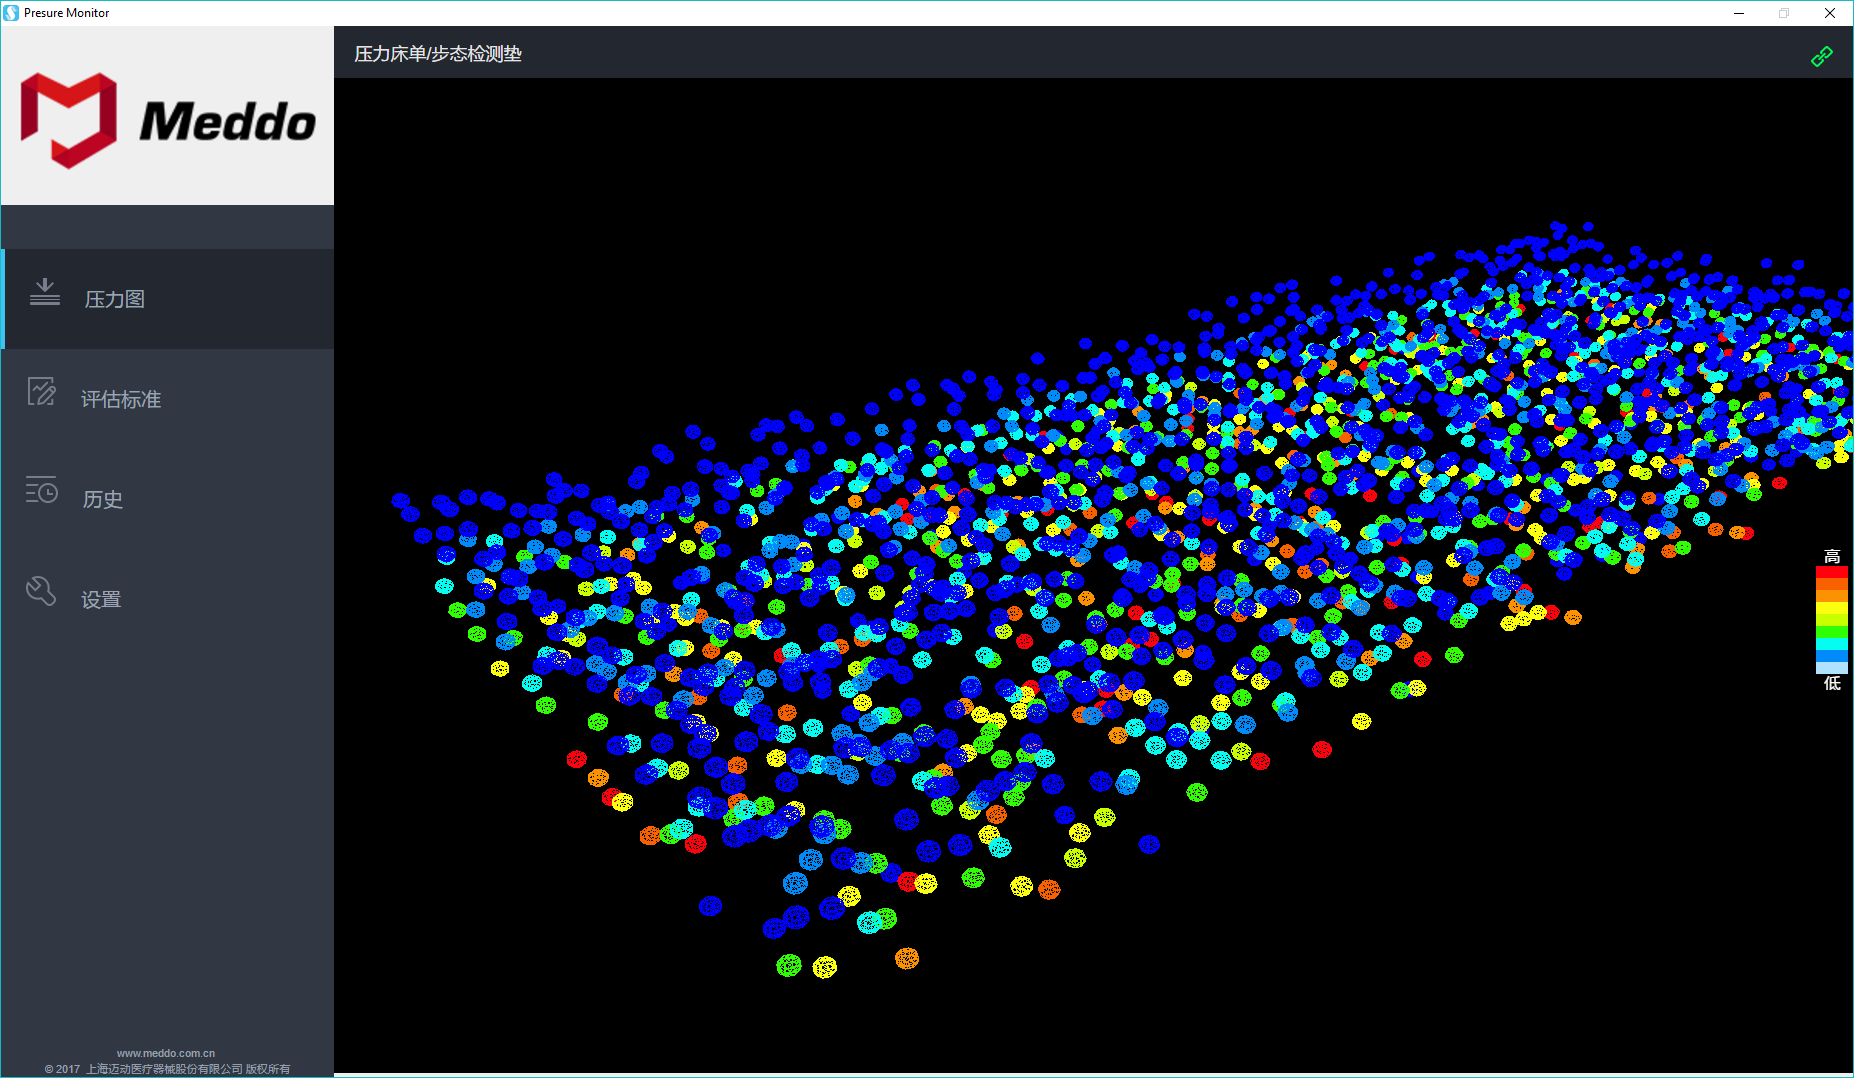 Presure Monitor
Meddo
压力床单/步态检测垫
压力图
评估标准
历史
设置
高
低
www.meddo.com.cn
© 2017 上海迈动医疗器械股份有限公司 版权所有